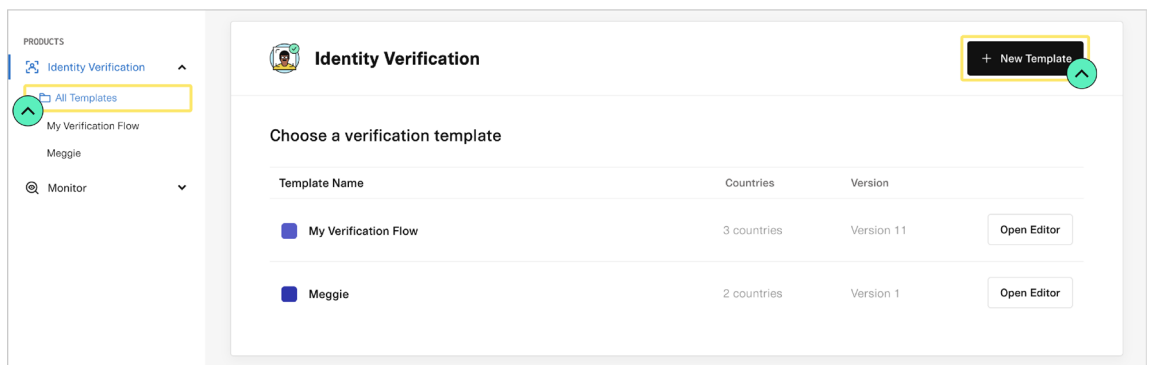 PRODUCTS
Identity Verification
All Templates
My Verification Flow
Meggie
Monitor
Identity Verification
+ New Template
Choose a verification template
Template Name Countries Version
My Verification Flow 3 countries Version 11 Open Editor
Meggie 2 countries Version 1 Open Editor